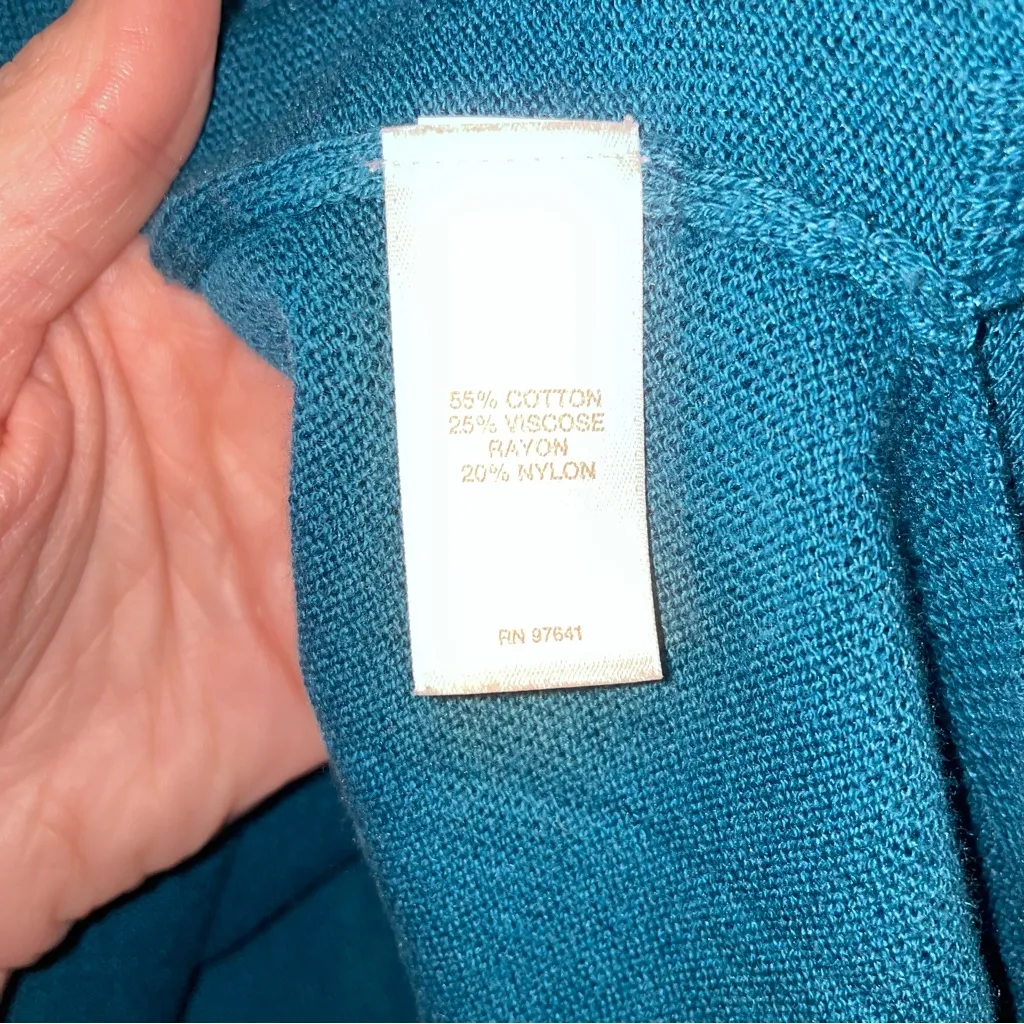 55% COTTON
25% VISCOSE
RAYON
20% NYLON
RN 97641